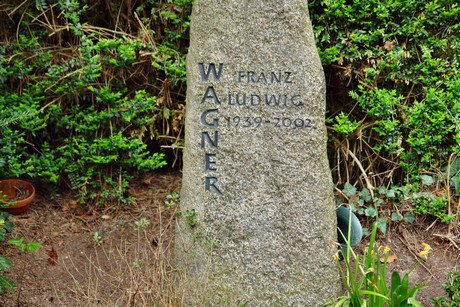 WAGNER
FRANZ
LUDWIG
1939-2002